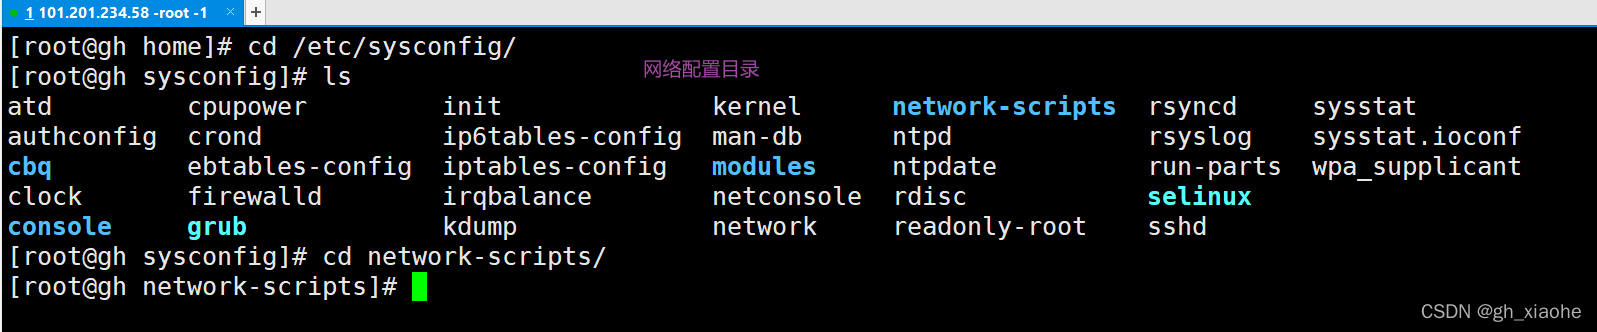 1 101.201.234.58 -root -1 × +
[root@gh home]# cd /etc/sysconfig/
[root@gh sysconfig]# ls
网络配置目录
atd cpupower init kernel network-scripts rsyncd sysstat
authconfig crond ip6tables-config man-db ntpd rsyslog sysstat.ioconf
cbq ebtables-config iptables-config modules ntpdate run-parts wpa_supplicant
clock firewalld irqbalance netconsole rdisc selinux
console grub kdump network readonly-root sshd
[root@gh sysconfig]# cd network-scripts/
[root@gh network-scripts]#
CSDN @gh_xiaohe